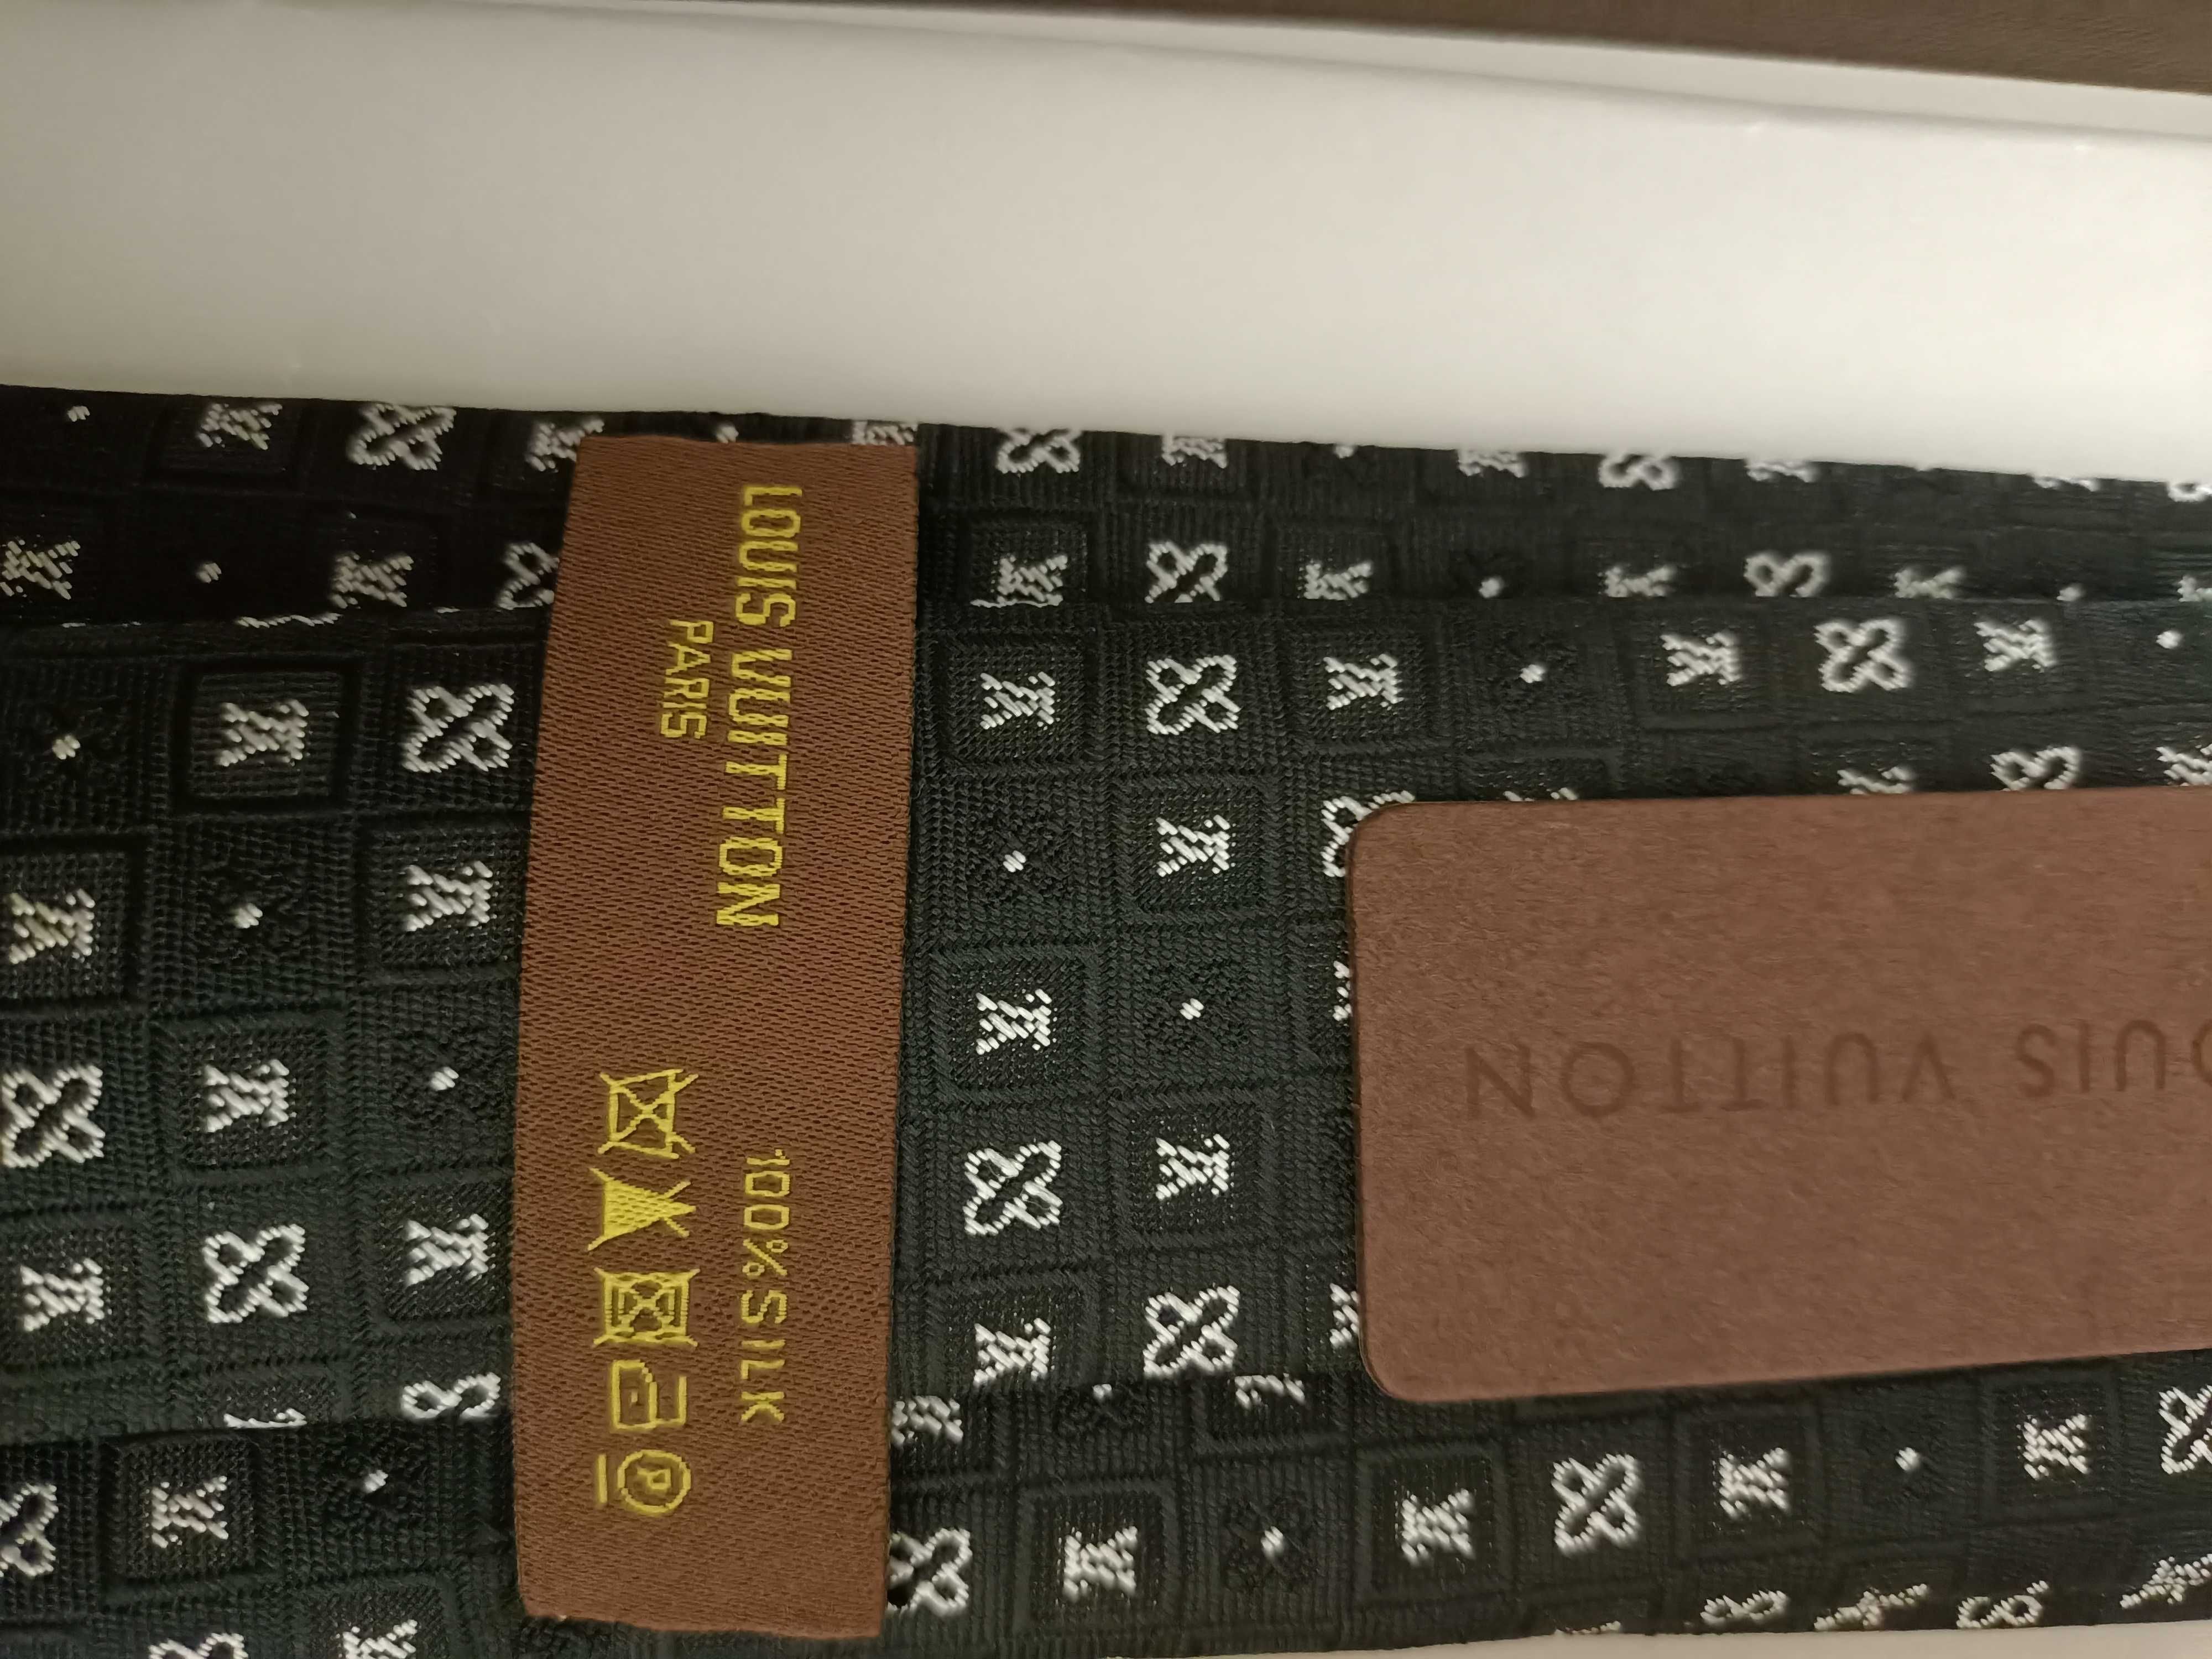 LOUIS VUITTON
PARIS
100% SILK
P
OUIS VUITTON